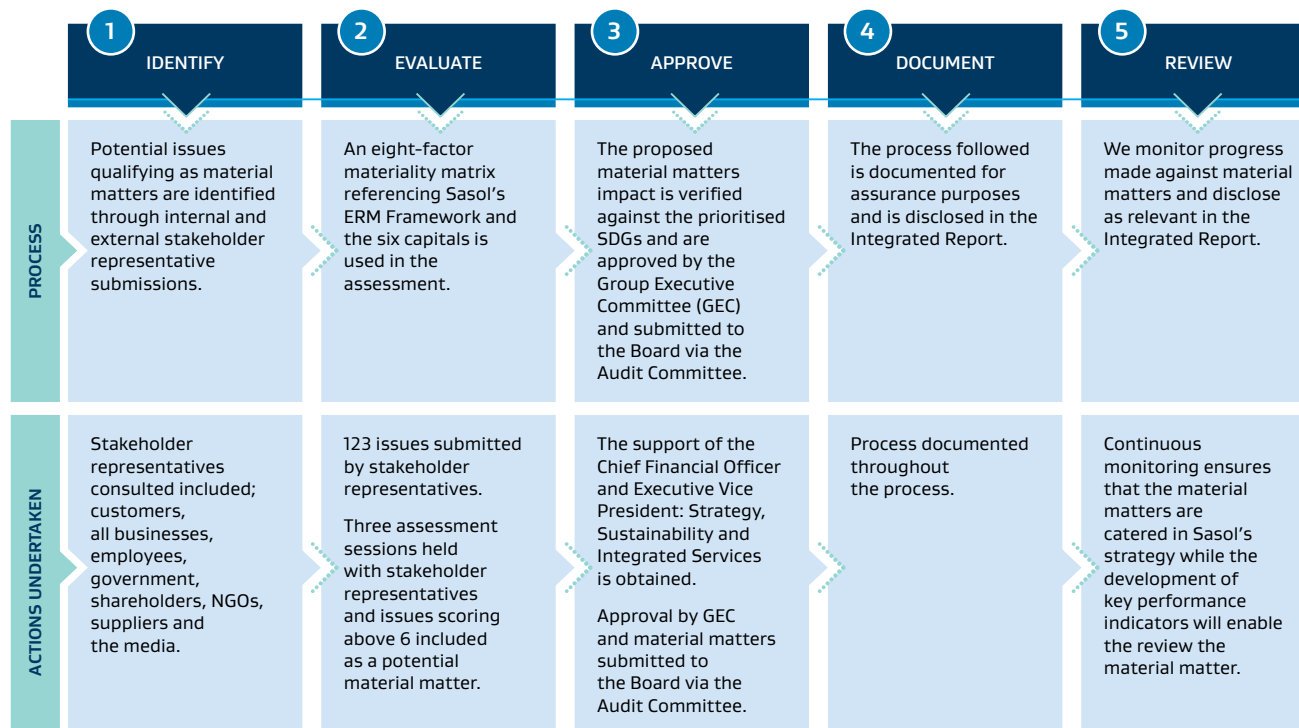 1
IDENTIFY
2
EVALUATE
3
APPROVE
4
DOCUMENT
5
REVIEW
PROCESS
Potential issues
qualifying as material
matters are identified
through internal and
external stakeholder
representative
submissions.
An eight-factor
materiality matrix
referencing Sasol's
ERM Framework and
the six capitals is
used in the
assessment.
The proposed
material matters
impact is verified
against the prioritised
SDGs and are
approved by the
Group Executive
Committee (GEC)
and submitted to
the Board via the
Audit Committee.
The process followed
is documented for
assurance purposes
and is disclosed in the
Integrated Report.
We monitor progress
made against material
matters and disclose
as relevant in the
Integrated Report.
ACTIONS UNDERTAKEN
Stakeholder
representatives
consulted included;
customers,
all businesses,
employees,
government,
shareholders, NGOs,
suppliers and
the media.
123 issues submitted
by stakeholder
representatives.
Three assessment
sessions held
with stakeholder
representatives
and issues scoring
above 6 included
as a potential
material matter.
The support of the
Chief Financial Officer
and Executive Vice
President: Strategy,
Sustainability and
Integrated Services
is obtained.
Approval by GEC
and material matters
submitted to
the Board via the
Audit Committee.
Process documented
throughout
the process.
Continuous
monitoring ensures
that the material
matters are
catered in Sasol's
strategy while the
development of
key performance
indicators will enable
the review the
material matter.